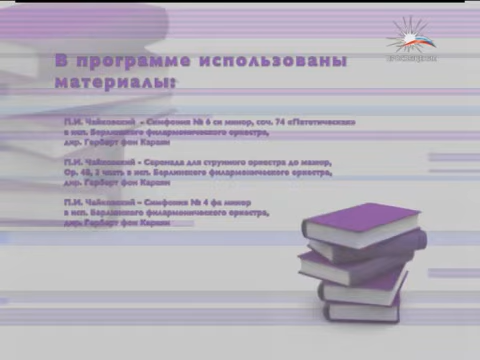 В программе использованы
материалы:
П.И. Чайковский - Симфония № 6 си минор, соч. 74 «Патетическая»
в исп. Берлинского филармонического оркестра,
дир. Герберт фон Караян
П.И. Чайковский - Серенада для струнного оркестра до мажор,
Ор. 48, 2 часть в исп. Берлинского филармонического оркестра,
дир. Герберт фон Караян
П.И. Чайковский - Симфония № 4 фа минор
в исп. Берлинского филармонического оркестра,
дир. Герберт фон Караян